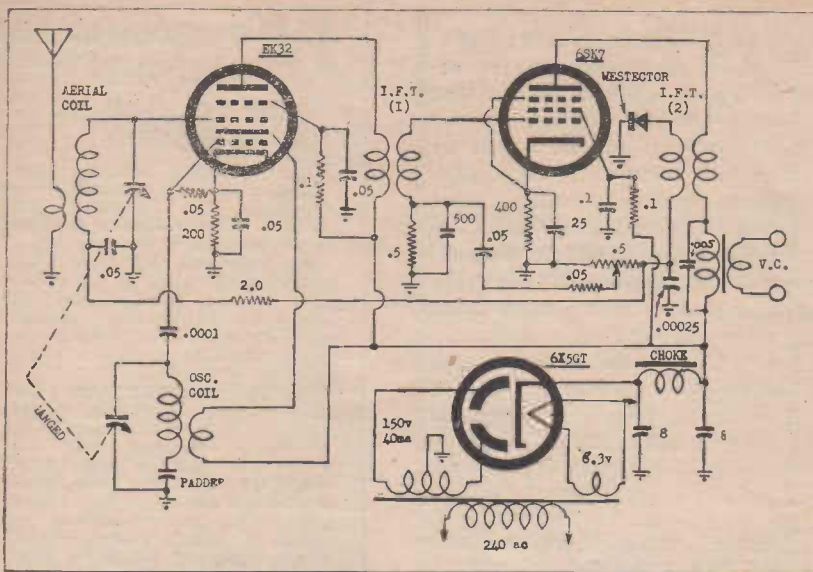 EK32
6SK7
WESTECTOR
AERIAL
COIL
I.F.T.
(1)
I.F.T.
(2)
.05
200
.05
.1
.05
.05
.5
500
.05
400
25
.1
.1
.5
.05
.005
V.C.
.00025
2.0
.0001
OSC.
COIL
GANGED
PADDER
6X5GT
CHOKE
150v
40ma
6.3v
8
8
240 ac